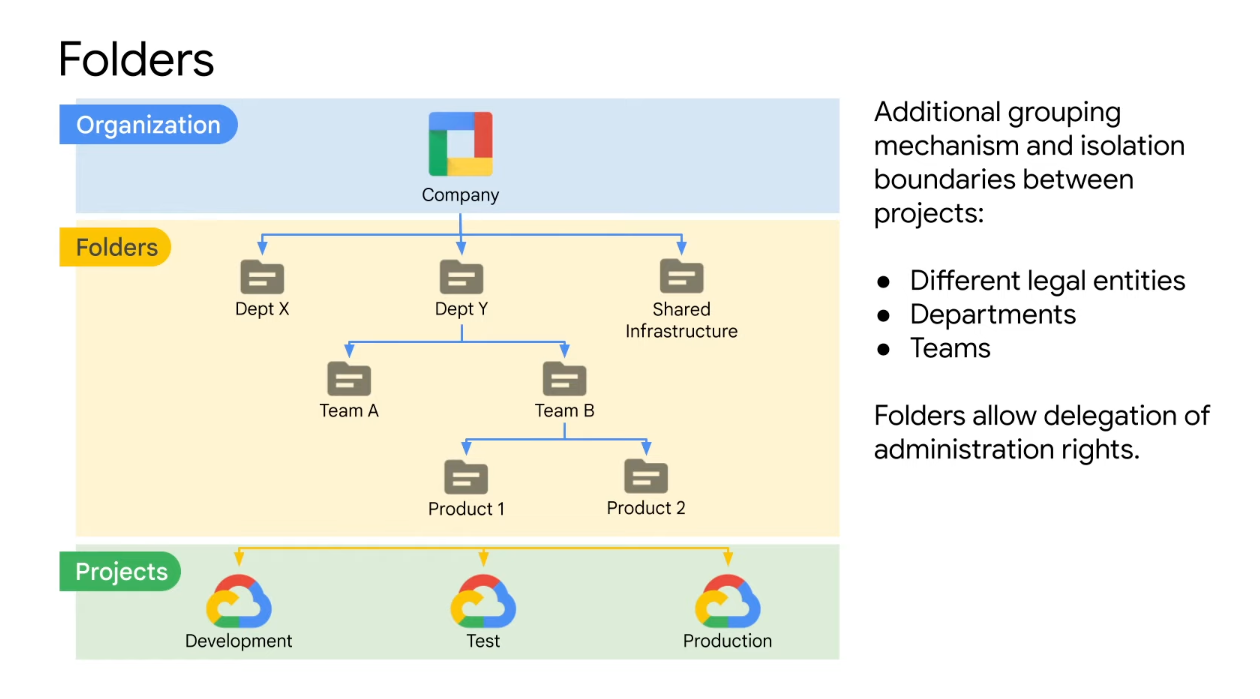 Folders
Organization
Company
Folders
Dept X
Dept Y
Shared
Infrastructure
Team A
Team B
Product 1
Product 2
Projects
Development
Test
Production
Additional grouping
mechanism and isolation
boundaries between
projects:
● Different legal entities
● Departments
● Teams
Folders allow delegation of
administration rights.